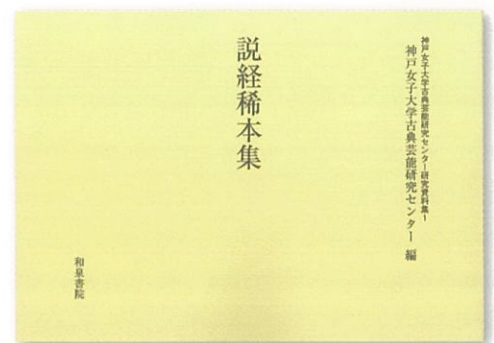 神戸女子大学古典芸能研究センター研究資料集1
神戸女子大学古典芸能研究センター 編
説経稀本集
和泉書院